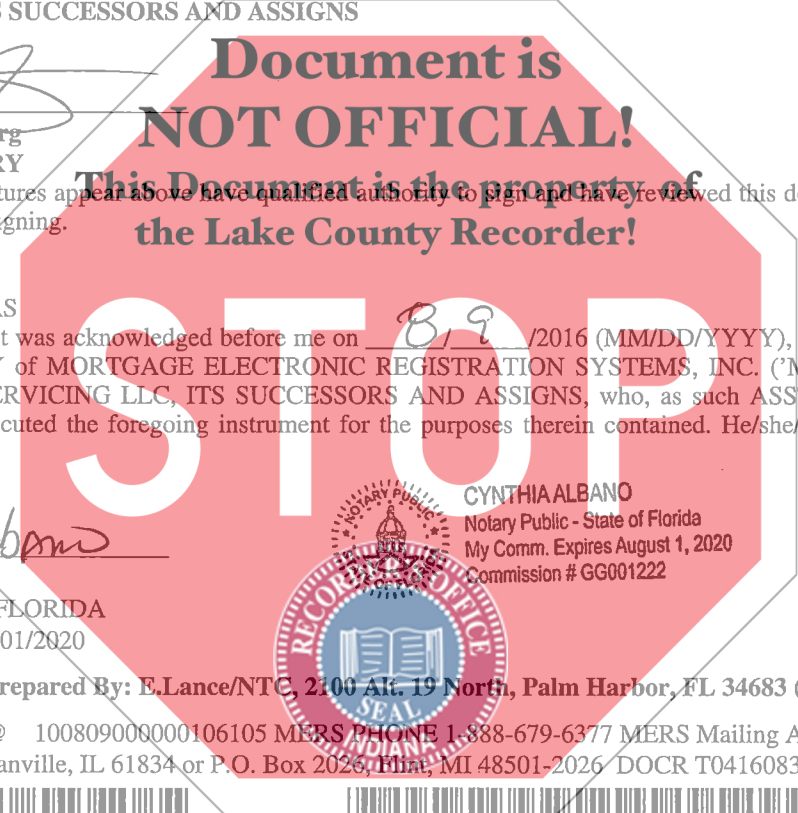 SUCCESSORS AND ASSIGNS
Document is
NOT OFFICIAL!
rg
RY
This Document is the property of
tures appear above have qualified authority to sign and have reviewed this d
gning.
the Lake County Recorder!
AS
t was acknowledged before me on 8/9/2016 (MM/DD/YYYY),
Y of MORTGAGE ELECTRONIC REGISTRATION SYSTEMS, INC. ('M
ERVICING LLC, ITS SUCCESSORS AND ASSIGNS, who, as such ASS
cuted the foregoing instrument for the purposes therein contained. He/she/
STOP
NOTARY PUBLIC
CYNTHIA ALBANO
Notary Public - State of Florida
My Comm. Expires August 1, 2020
Commission # GG001222
bano
FLORIDA
01/2020
RECORDER'S OFFICE
SEAL
INDIANA
repared By: E.Lance/NTC, 2100 Alt. 19 North, Palm Harbor, FL 34683 (
100809000000106105 MERS PHONE 1-888-679-6377 MERS Mailing A
anville, IL 61834 or P.O. Box 2026, Flint, MI 48501-2026 DOCR T0416083